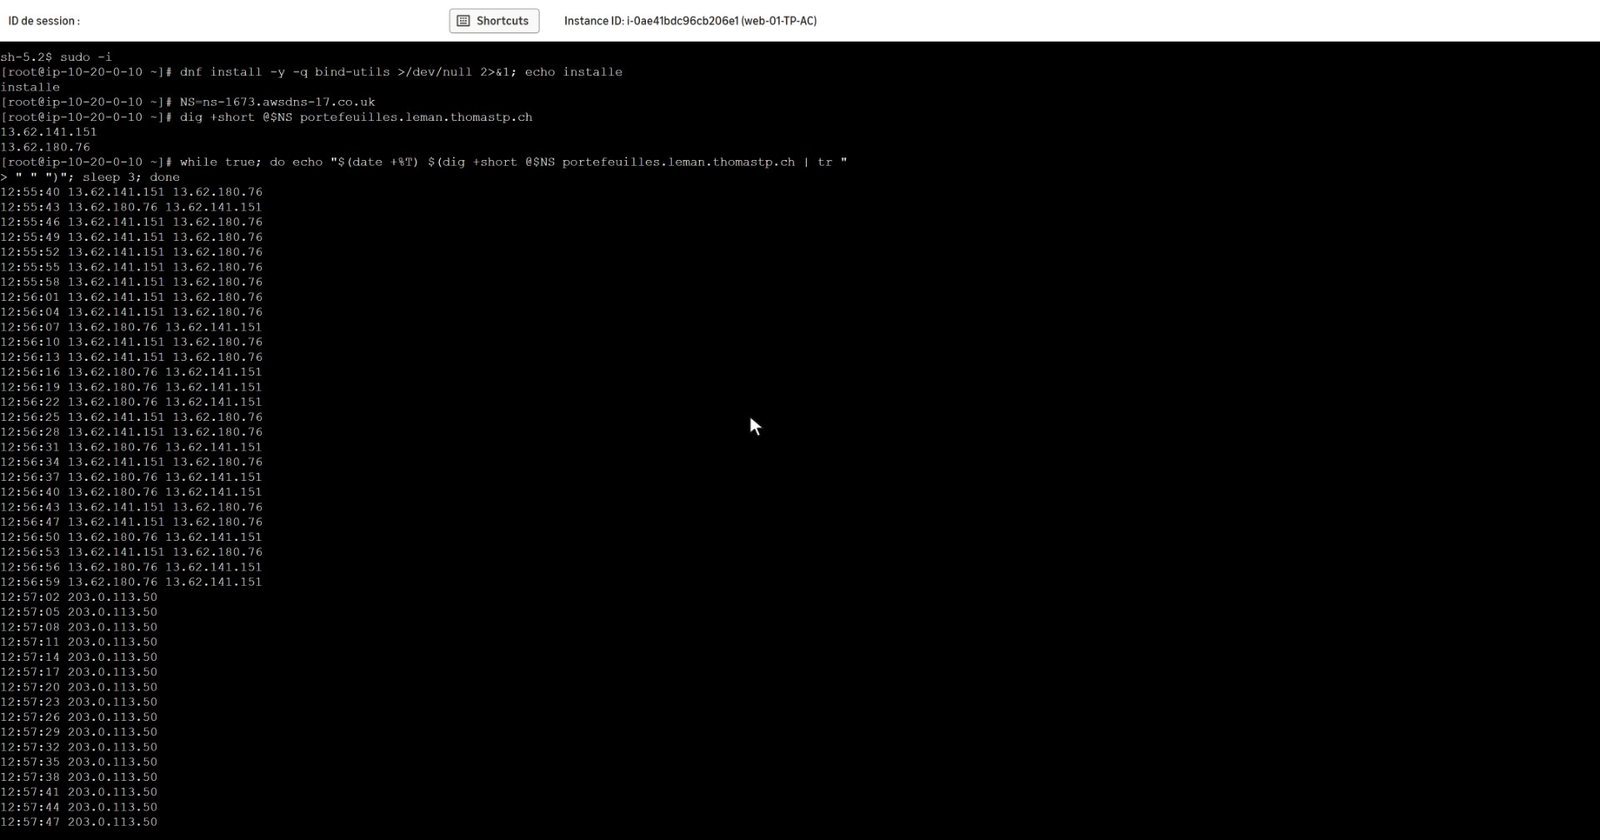 ID de session :
Shortcuts
Instance ID: i-0ae41bdc96cb206e1 (web-01-TP-AC)
sh-5.2$ sudo -i
[root@ip-10-20-0-10 ~]# dnf install -y -q bind-utils >/dev/null 2>&1; echo installe
installe
[root@ip-10-20-0-10 ~]# NS=ns-1673.awsdns-17.co.uk
[root@ip-10-20-0-10 ~]# dig +short @$NS portefeuilles.leman.thomastp.ch
13.62.141.151
13.62.180.76
[root@ip-10-20-0-10 ~]# while true; do echo "$(date +%T) $(dig +short @$NS portefeuilles.leman.thomastp.ch | tr "
> " " ")"; sleep 3; done
12:55:40 13.62.141.151 13.62.180.76
12:55:43 13.62.180.76 13.62.141.151
12:55:46 13.62.141.151 13.62.180.76
12:55:49 13.62.141.151 13.62.180.76
12:55:52 13.62.141.151 13.62.180.76
12:55:55 13.62.141.151 13.62.180.76
12:55:58 13.62.141.151 13.62.180.76
12:56:01 13.62.141.151 13.62.180.76
12:56:04 13.62.141.151 13.62.180.76
12:56:07 13.62.180.76 13.62.141.151
12:56:10 13.62.141.151 13.62.180.76
12:56:13 13.62.141.151 13.62.180.76
12:56:16 13.62.180.76 13.62.141.151
12:56:19 13.62.180.76 13.62.141.151
12:56:22 13.62.180.76 13.62.141.151
12:56:25 13.62.141.151 13.62.180.76
12:56:28 13.62.141.151 13.62.180.76
12:56:31 13.62.180.76 13.62.141.151
12:56:34 13.62.141.151 13.62.180.76
12:56:37 13.62.180.76 13.62.141.151
12:56:40 13.62.180.76 13.62.141.151
12:56:43 13.62.141.151 13.62.180.76
12:56:47 13.62.141.151 13.62.180.76
12:56:50 13.62.180.76 13.62.141.151
12:56:53 13.62.141.151 13.62.180.76
12:56:56 13.62.180.76 13.62.141.151
12:56:59 13.62.180.76 13.62.141.151
12:57:02 203.0.113.50
12:57:05 203.0.113.50
12:57:08 203.0.113.50
12:57:11 203.0.113.50
12:57:14 203.0.113.50
12:57:17 203.0.113.50
12:57:20 203.0.113.50
12:57:23 203.0.113.50
12:57:26 203.0.113.50
12:57:29 203.0.113.50
12:57:32 203.0.113.50
12:57:35 203.0.113.50
12:57:38 203.0.113.50
12:57:41 203.0.113.50
12:57:44 203.0.113.50
12:57:47 203.0.113.50